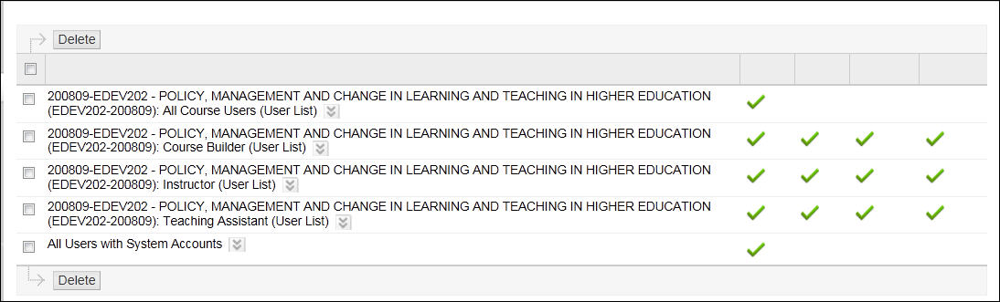 Delete
200809-EDEV202 - POLICY, MANAGEMENT AND CHANGE IN LEARNING AND TEACHING IN HIGHER EDUCATION
(EDEV202-200809): All Course Users (User List)
200809-EDEV202 - POLICY, MANAGEMENT AND CHANGE IN LEARNING AND TEACHING IN HIGHER EDUCATION
(EDEV202-200809): Course Builder (User List)
200809-EDEV202 - POLICY, MANAGEMENT AND CHANGE IN LEARNING AND TEACHING IN HIGHER EDUCATION
(EDEV202-200809): Instructor (User List)
200809-EDEV202 - POLICY, MANAGEMENT AND CHANGE IN LEARNING AND TEACHING IN HIGHER EDUCATION
(EDEV202-200809): Teaching Assistant (User List)
All Users with System Accounts
Delete